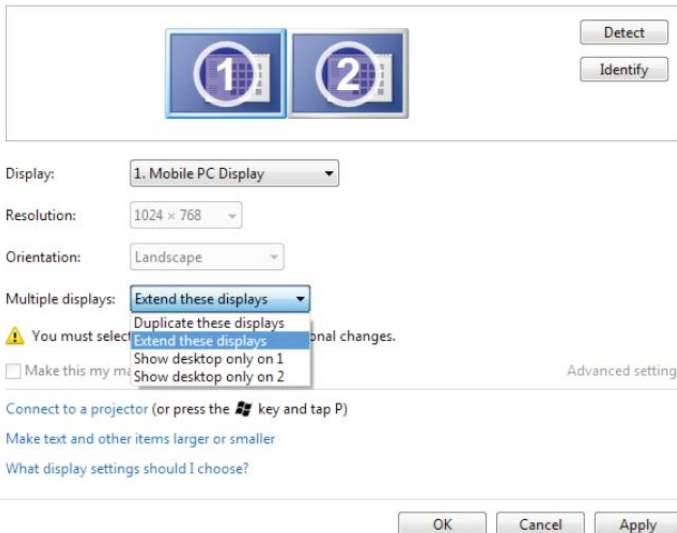 1
2
Detect
Identify
Display: 1. Mobile PC Display
Resolution: 1024 × 768
Orientation: Landscape
Multiple displays: Extend these displays
Duplicate these displays
Extend these displays
Show desktop only on 1
Show desktop only on 2
You must select onal changes.
Make this my ma Advanced setting
Connect to a projector (or press the key and tap P)
Make text and other items larger or smaller
What display settings should I choose?
OK Cancel Apply